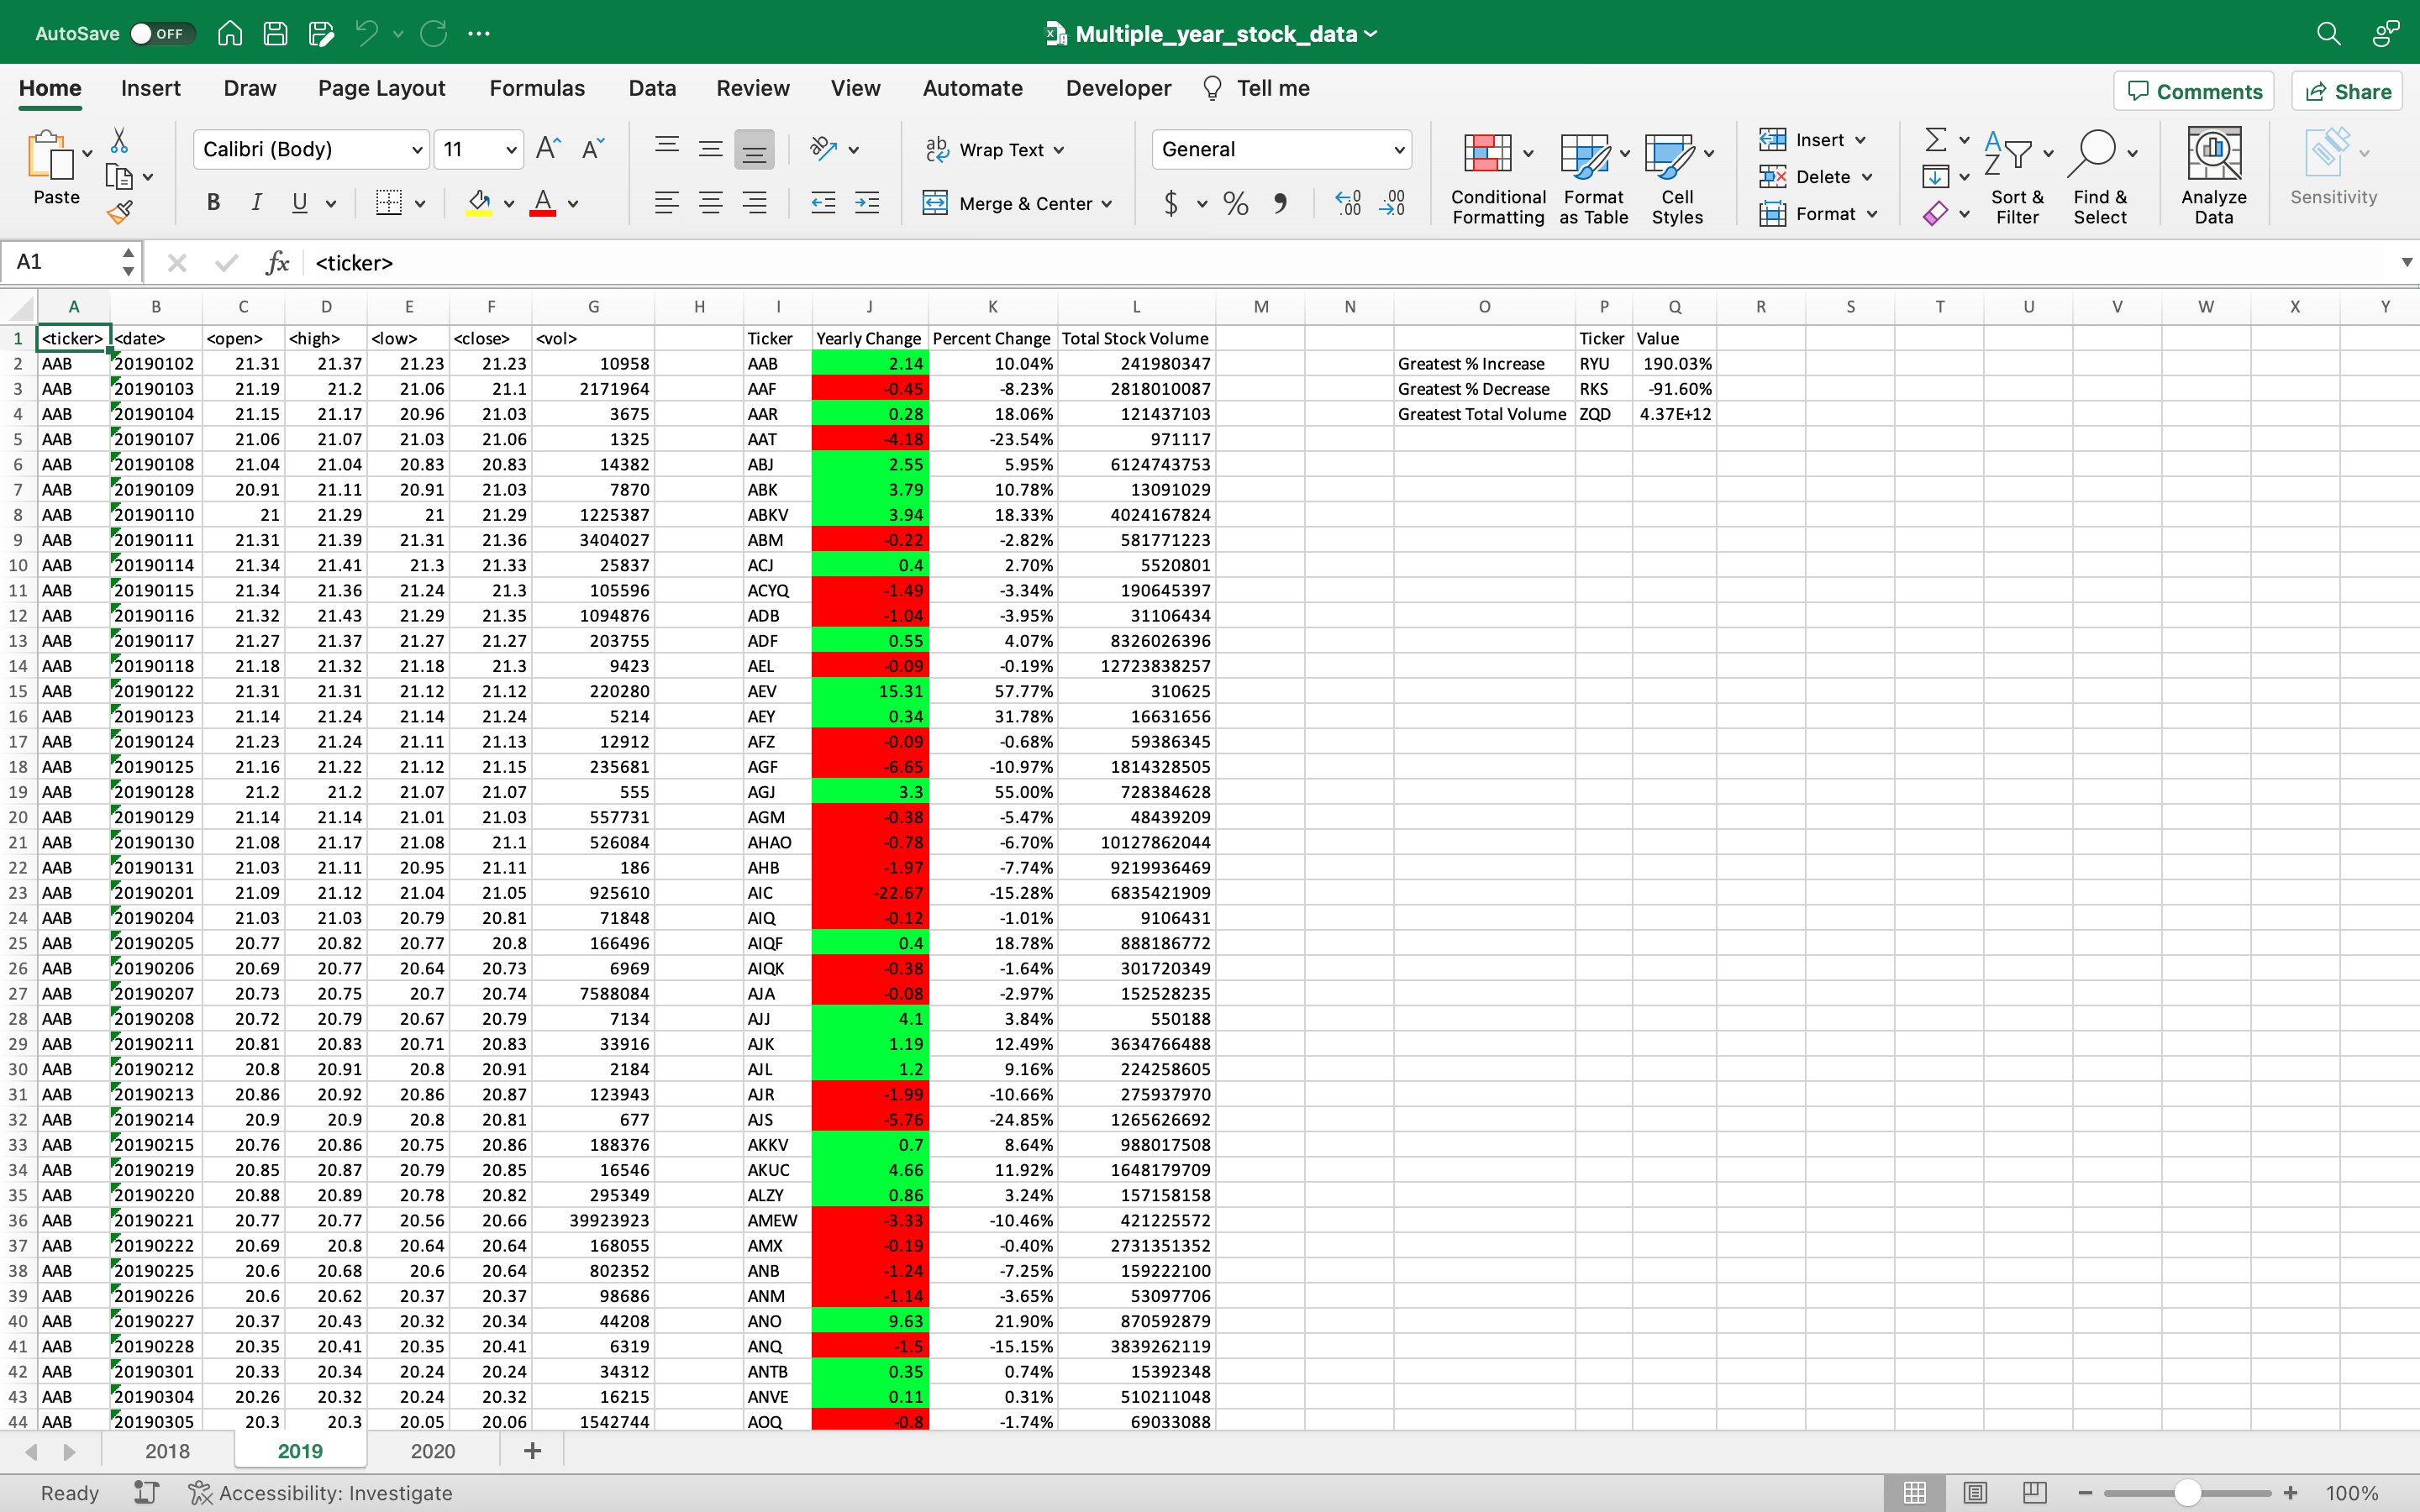 AutoSave OFF Multiple_year_stock_data
Home Insert Draw Page Layout Formulas Data Review View Automate Developer Tell me Comments Share
Paste Calibri (Body) 11 Wrap Text General Conditional Formatting Format as Table Cell Styles Insert Delete Format Sort & Filter Find & Select Analyze Data Sensitivity
B I U Merge & Center $ %
A1 fx <ticker>
A B C D E F G H I J K L M N O P Q R S T U V W X Y
1 <ticker> <date> <open> <high> <low> <close> <vol> Ticker Yearly Change Percent Change Total Stock Volume Ticker Value
2 AAB 20190102 21.31 21.37 21.23 21.23 10958 AAB 2.14 10.04% 241980347 Greatest % Increase RYU 190.03%
3 AAB 20190103 21.19 21.2 21.06 21.1 2171964 AAF -0.45 -8.23% 2818010087 Greatest % Decrease RKS -91.60%
4 AAB 20190104 21.15 21.17 20.96 21.03 3675 AAR 0.28 18.06% 121437103 Greatest Total Volume ZQD 4.37E+12
5 AAB 20190107 21.06 21.07 21.03 21.06 1325 AAT -4.18 -23.54% 971117
6 AAB 20190108 21.04 21.04 20.83 20.83 14382 ABJ 2.55 5.95% 6124743753
7 AAB 20190109 20.91 21.11 20.91 21.03 7870 ABK 3.79 10.78% 13091029
8 AAB 20190110 21 21.29 21 21.29 1225387 ABKV 3.94 18.33% 4024167824
9 AAB 20190111 21.31 21.39 21.31 21.36 3404027 ABM -0.22 -2.82% 581771223
10 AAB 20190114 21.34 21.41 21.3 21.33 25837 ACJ 0.4 2.70% 5520801
11 AAB 20190115 21.34 21.36 21.24 21.3 105596 ACYQ -1.49 -3.34% 190645397
12 AAB 20190116 21.32 21.43 21.29 21.35 1094876 ADB -1.04 -3.95% 31106434
13 AAB 20190117 21.27 21.37 21.27 21.27 203755 ADF 0.55 4.07% 8326026396
14 AAB 20190118 21.18 21.32 21.18 21.3 9423 AEL -0.09 -0.19% 12723838257
15 AAB 20190122 21.31 21.31 21.12 21.12 220280 AEV 15.31 57.77% 310625
16 AAB 20190123 21.14 21.24 21.14 21.24 5214 AEY 0.34 31.78% 16631656
17 AAB 20190124 21.23 21.24 21.11 21.13 12912 AFZ -0.09 -0.68% 59386345
18 AAB 20190125 21.16 21.22 21.12 21.15 235681 AGF -6.65 -10.97% 1814328505
19 AAB 20190128 21.2 21.2 21.07 21.07 555 AGJ 3.3 55.00% 728384628
20 AAB 20190129 21.14 21.14 21.01 21.03 557731 AGM -0.38 -5.47% 48439209
21 AAB 20190130 21.08 21.17 21.08 21.1 526084 AHAO -0.78 -6.70% 10127862044
22 AAB 20190131 21.03 21.11 20.95 21.11 186 AHB -1.97 -7.74% 9219936469
23 AAB 20190201 21.09 21.12 21.04 21.05 925610 AIC -22.67 -15.28% 6835421909
24 AAB 20190204 21.03 21.03 20.79 20.81 71848 AIQ -0.12 -1.01% 9106431
25 AAB 20190205 20.77 20.82 20.77 20.8 166496 AIQF 0.4 18.78% 888186772
26 AAB 20190206 20.69 20.77 20.64 20.73 6969 AIQK -0.38 -1.64% 301720349
27 AAB 20190207 20.73 20.75 20.7 20.74 7588084 AJA -0.08 -2.97% 152528235
28 AAB 20190208 20.72 20.79 20.67 20.79 7134 AJJ 4.1 3.84% 550188
29 AAB 20190211 20.81 20.83 20.71 20.83 33916 AJK 1.19 12.49% 3634766488
30 AAB 20190212 20.8 20.91 20.8 20.91 2184 AJL 1.2 9.16% 224258605
31 AAB 20190213 20.86 20.92 20.86 20.87 123943 AJR -1.99 -10.66% 275937970
32 AAB 20190214 20.9 20.9 20.8 20.81 677 AJS -5.76 -24.85% 1265626692
33 AAB 20190215 20.76 20.86 20.75 20.86 188376 AKKV 0.7 8.64% 988017508
34 AAB 20190219 20.85 20.87 20.79 20.85 16546 AKUC 4.66 11.92% 1648179709
35 AAB 20190220 20.88 20.89 20.78 20.82 295349 ALZY 0.86 3.24% 157158158
36 AAB 20190221 20.77 20.77 20.56 20.66 39923923 AMEW -3.33 -10.46% 421225572
37 AAB 20190222 20.69 20.8 20.64 20.64 168055 AMX -0.19 -0.40% 2731351352
38 AAB 20190225 20.6 20.68 20.6 20.64 802352 ANB -1.24 -7.25% 159222100
39 AAB 20190226 20.6 20.62 20.37 20.37 98686 ANM -1.14 -3.65% 53097706
40 AAB 20190227 20.37 20.43 20.32 20.34 44208 ANO 9.63 21.90% 870592879
41 AAB 20190228 20.35 20.41 20.35 20.41 6319 ANQ -1.5 -15.15% 3839262119
42 AAB 20190301 20.33 20.34 20.24 20.24 34312 ANTB 0.35 0.74% 15392348
43 AAB 20190304 20.26 20.32 20.24 20.32 16215 ANVE 0.11 0.31% 510211048
44 AAB 20190305 20.3 20.3 20.05 20.06 1542744 AOQ -0.8 -1.74% 69033088
2018 2019 2020 +
Ready Accessibility: Investigate 100%